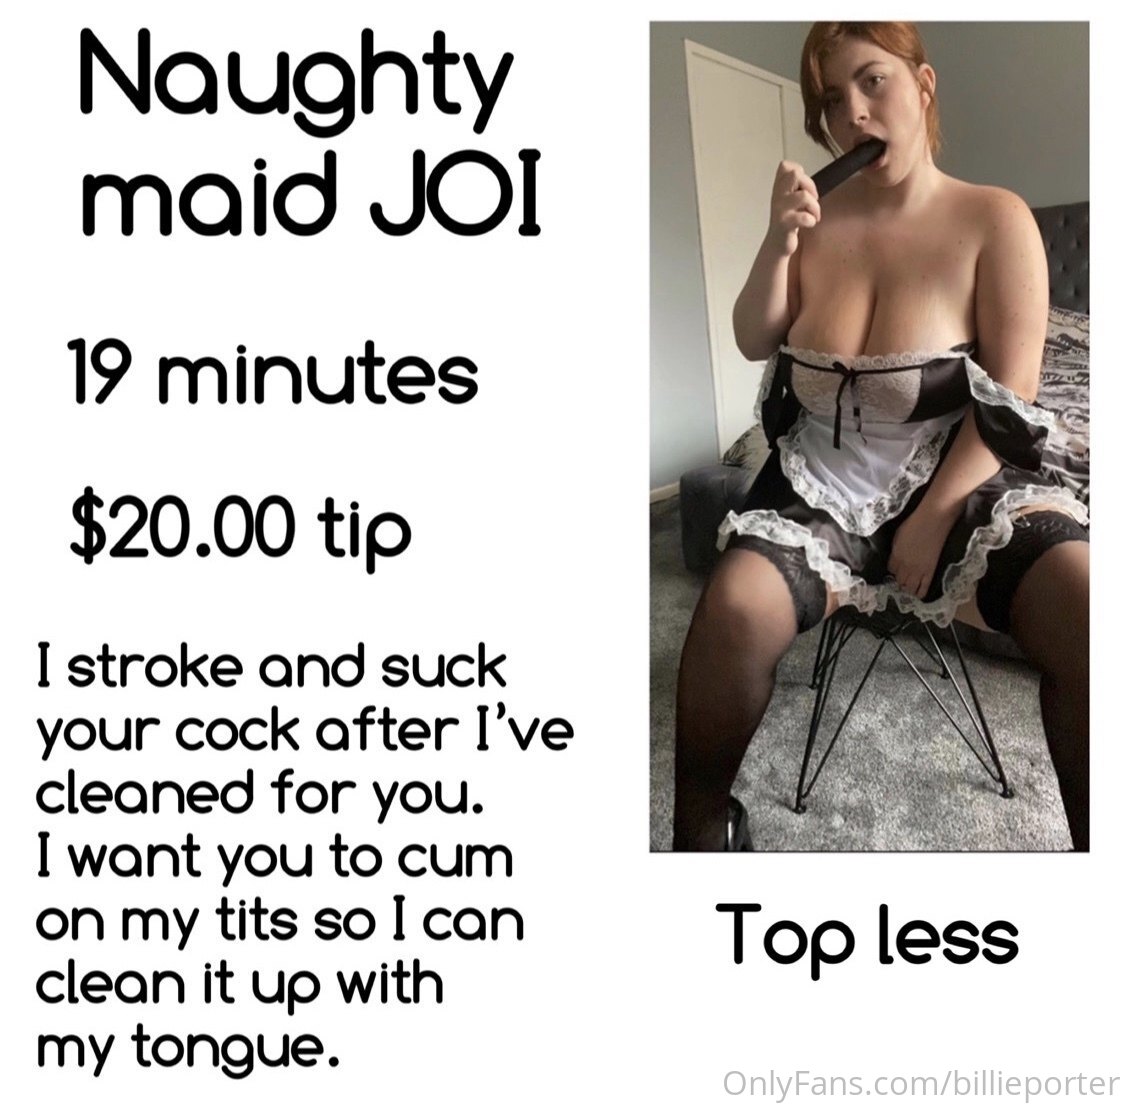 Naughty
maid JOI
19 minutes
$20.00 tip
I stroke and suck
your cock after I've
cleaned for you.
I want you to cum
on my tits so I can
clean it up with
my tongue.
Top less
OnlyFans.com/billieporter